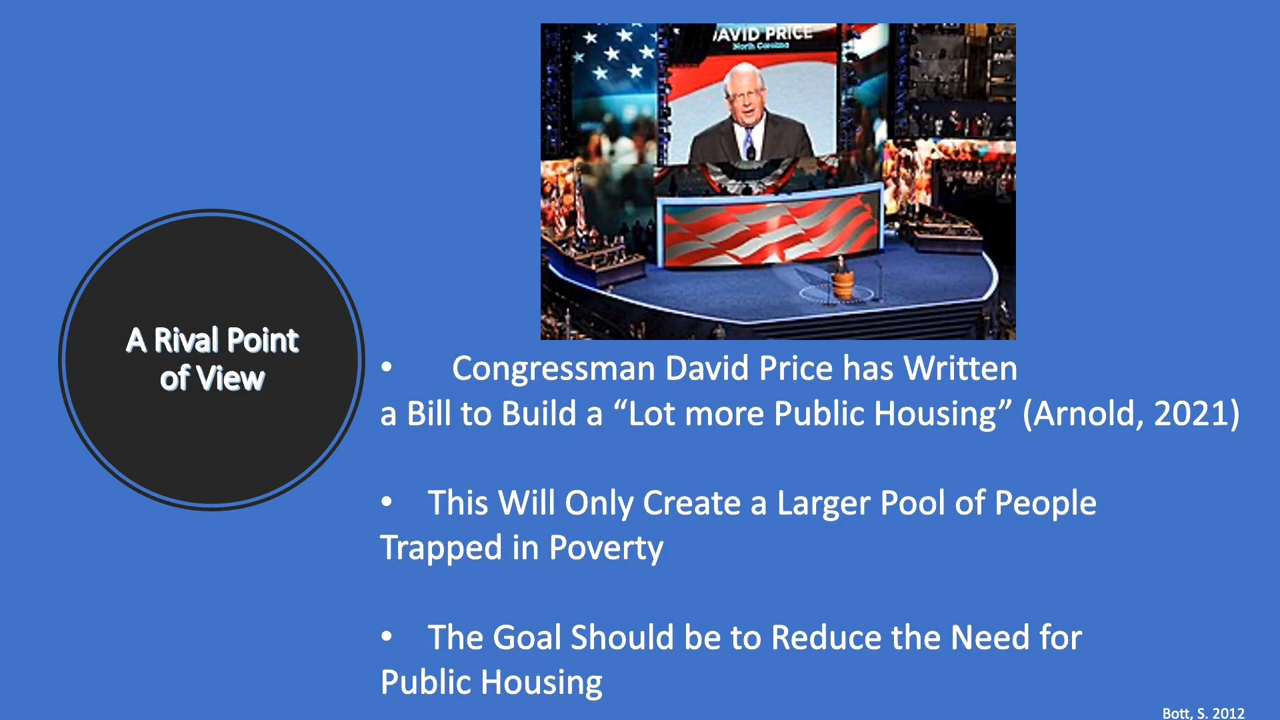 AVID PRICE
North Carolina
A Rival Point
of View
• Congressman David Price has Written
a Bill to Build a “Lot more Public Housing” (Arnold, 2021)
• This Will Only Create a Larger Pool of People
Trapped in Poverty
• The Goal Should be to Reduce the Need for
Public Housing
Bott, S. 2012